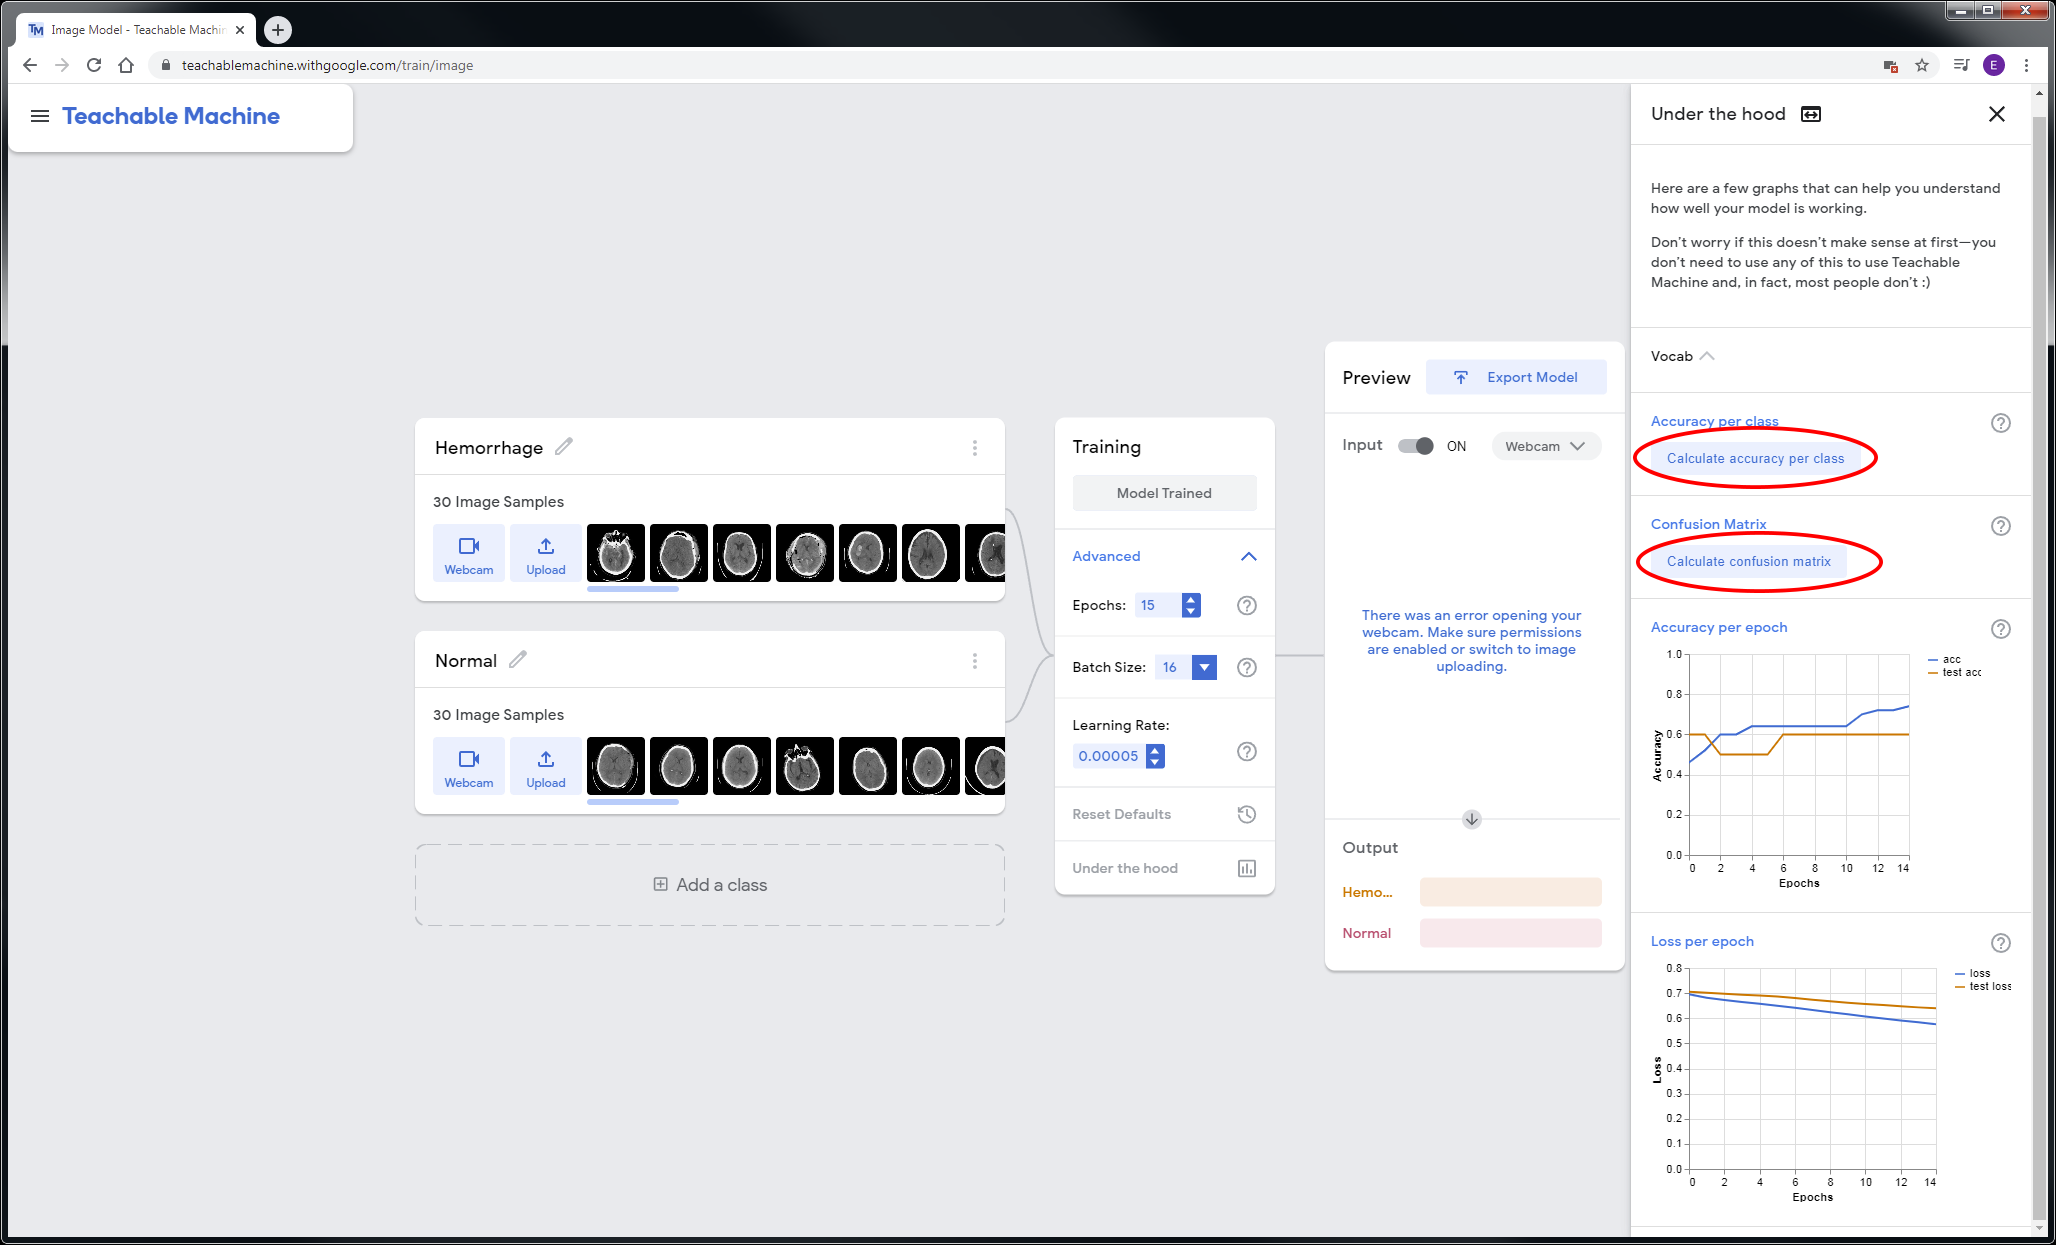 Image Model - Teachable Machin
teachablemachine.withgoogle.com/train/image
E
Teachable Machine
Hemorrhage
30 Image Samples
Webcam
Upload
Normal
30 Image Samples
Webcam
Upload
Add a class
Training
Model Trained
Advanced
Epochs: 15
Batch Size: 16
Learning Rate:
0.00005
Reset Defaults
Under the hood
Preview
Export Model
Input ON Webcam
There was an error opening your
webcam. Make sure permissions
are enabled or switch to image
uploading.
Output
Hemo...
Normal
Under the hood
Here are a few graphs that can help you understand
how well your model is working.
Don't worry if this doesn't make sense at first—you
don't need to use any of this to use Teachable
Machine and, in fact, most people don't :)
Vocab
Accuracy per class
Calculate accuracy per class
Confusion Matrix
Calculate confusion matrix
Accuracy per epoch
1.0
0.8
0.6
0.4
0.2
0.0
Accuracy
0 2 4 6 8 10 12 14
Epochs
acc
test acc
Loss per epoch
0.8
0.7
0.6
0.5
0.4
0.3
0.2
0.1
0.0
Loss
0 2 4 6 8 10 12 14
Epochs
loss
test loss